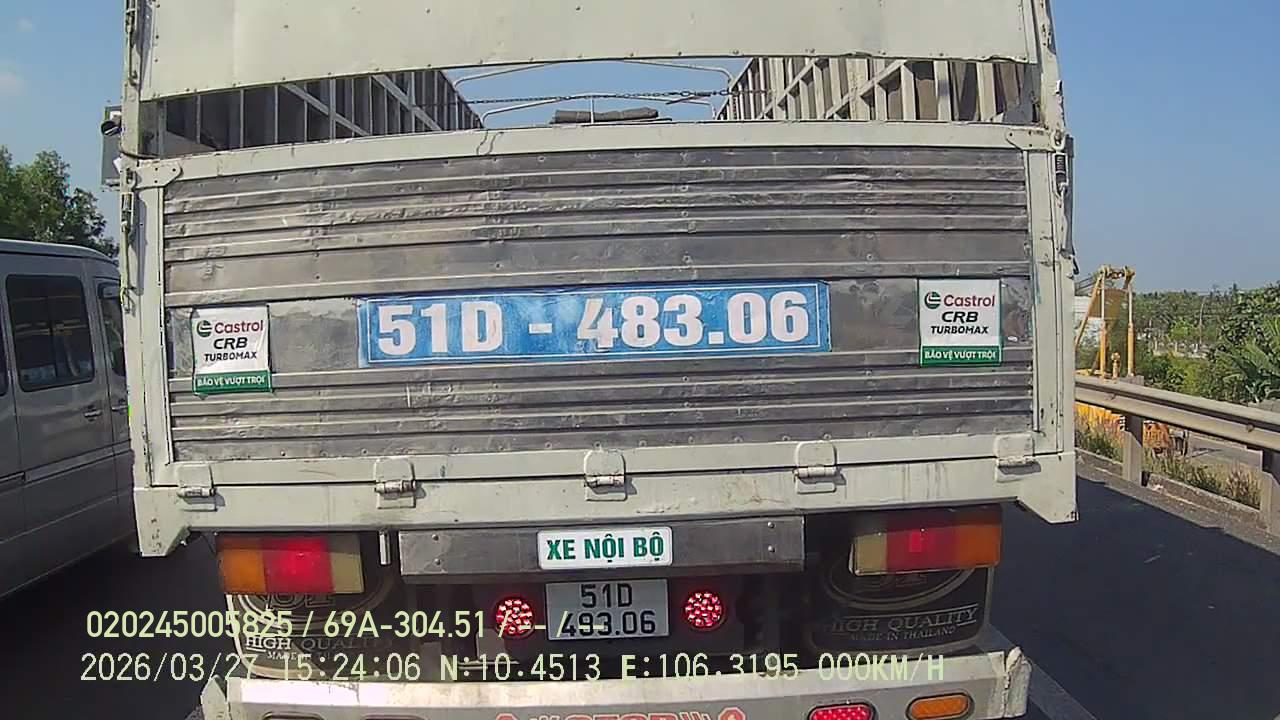 51D - 483.06
Castrol
CRB
TURBOMAX
BẢO VỆ VƯỢT TRỘI
Castrol
CRB
TURBOMAX
BẢO VỆ VƯỢT TRỘI
XE NỘI BỘ
51D
493.06
HIGH QUALITY
HIGH QUALITY
MADE IN THAILAND
020245005825 / 69A-304.51 / -- / --
2026/03/27 15:24:06 N:10.4513 E:106.3195 000KM/H